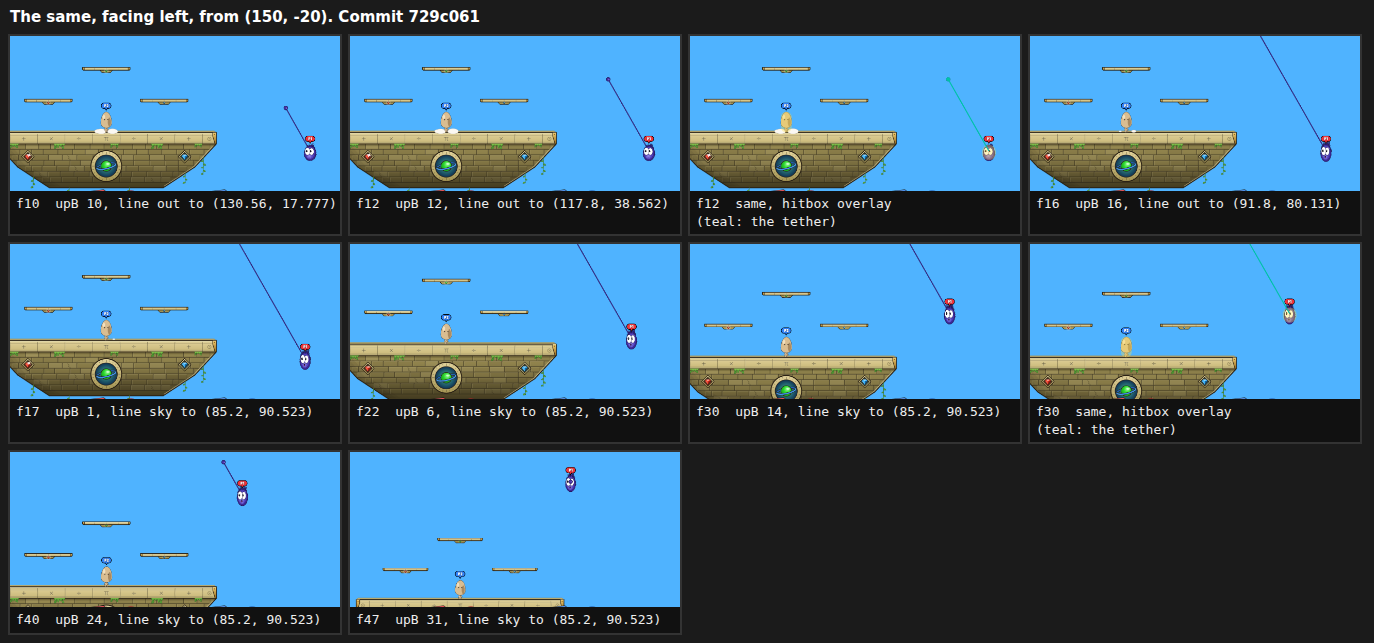 The same, facing left, from (150, -20). Commit 729c061
f10  upB 10, line out to (130.56, 17.777)
f12  upB 12, line out to (117.8, 38.562)
f12  same, hitbox overlay
(teal: the tether)
f16  upB 16, line out to (91.8, 80.131)
f17  upB 1, line sky to (85.2, 90.523)
f22  upB 6, line sky to (85.2, 90.523)
f30  upB 14, line sky to (85.2, 90.523)
f30  same, hitbox overlay
(teal: the tether)
f40  upB 24, line sky to (85.2, 90.523)
f47  upB 31, line sky to (85.2, 90.523)